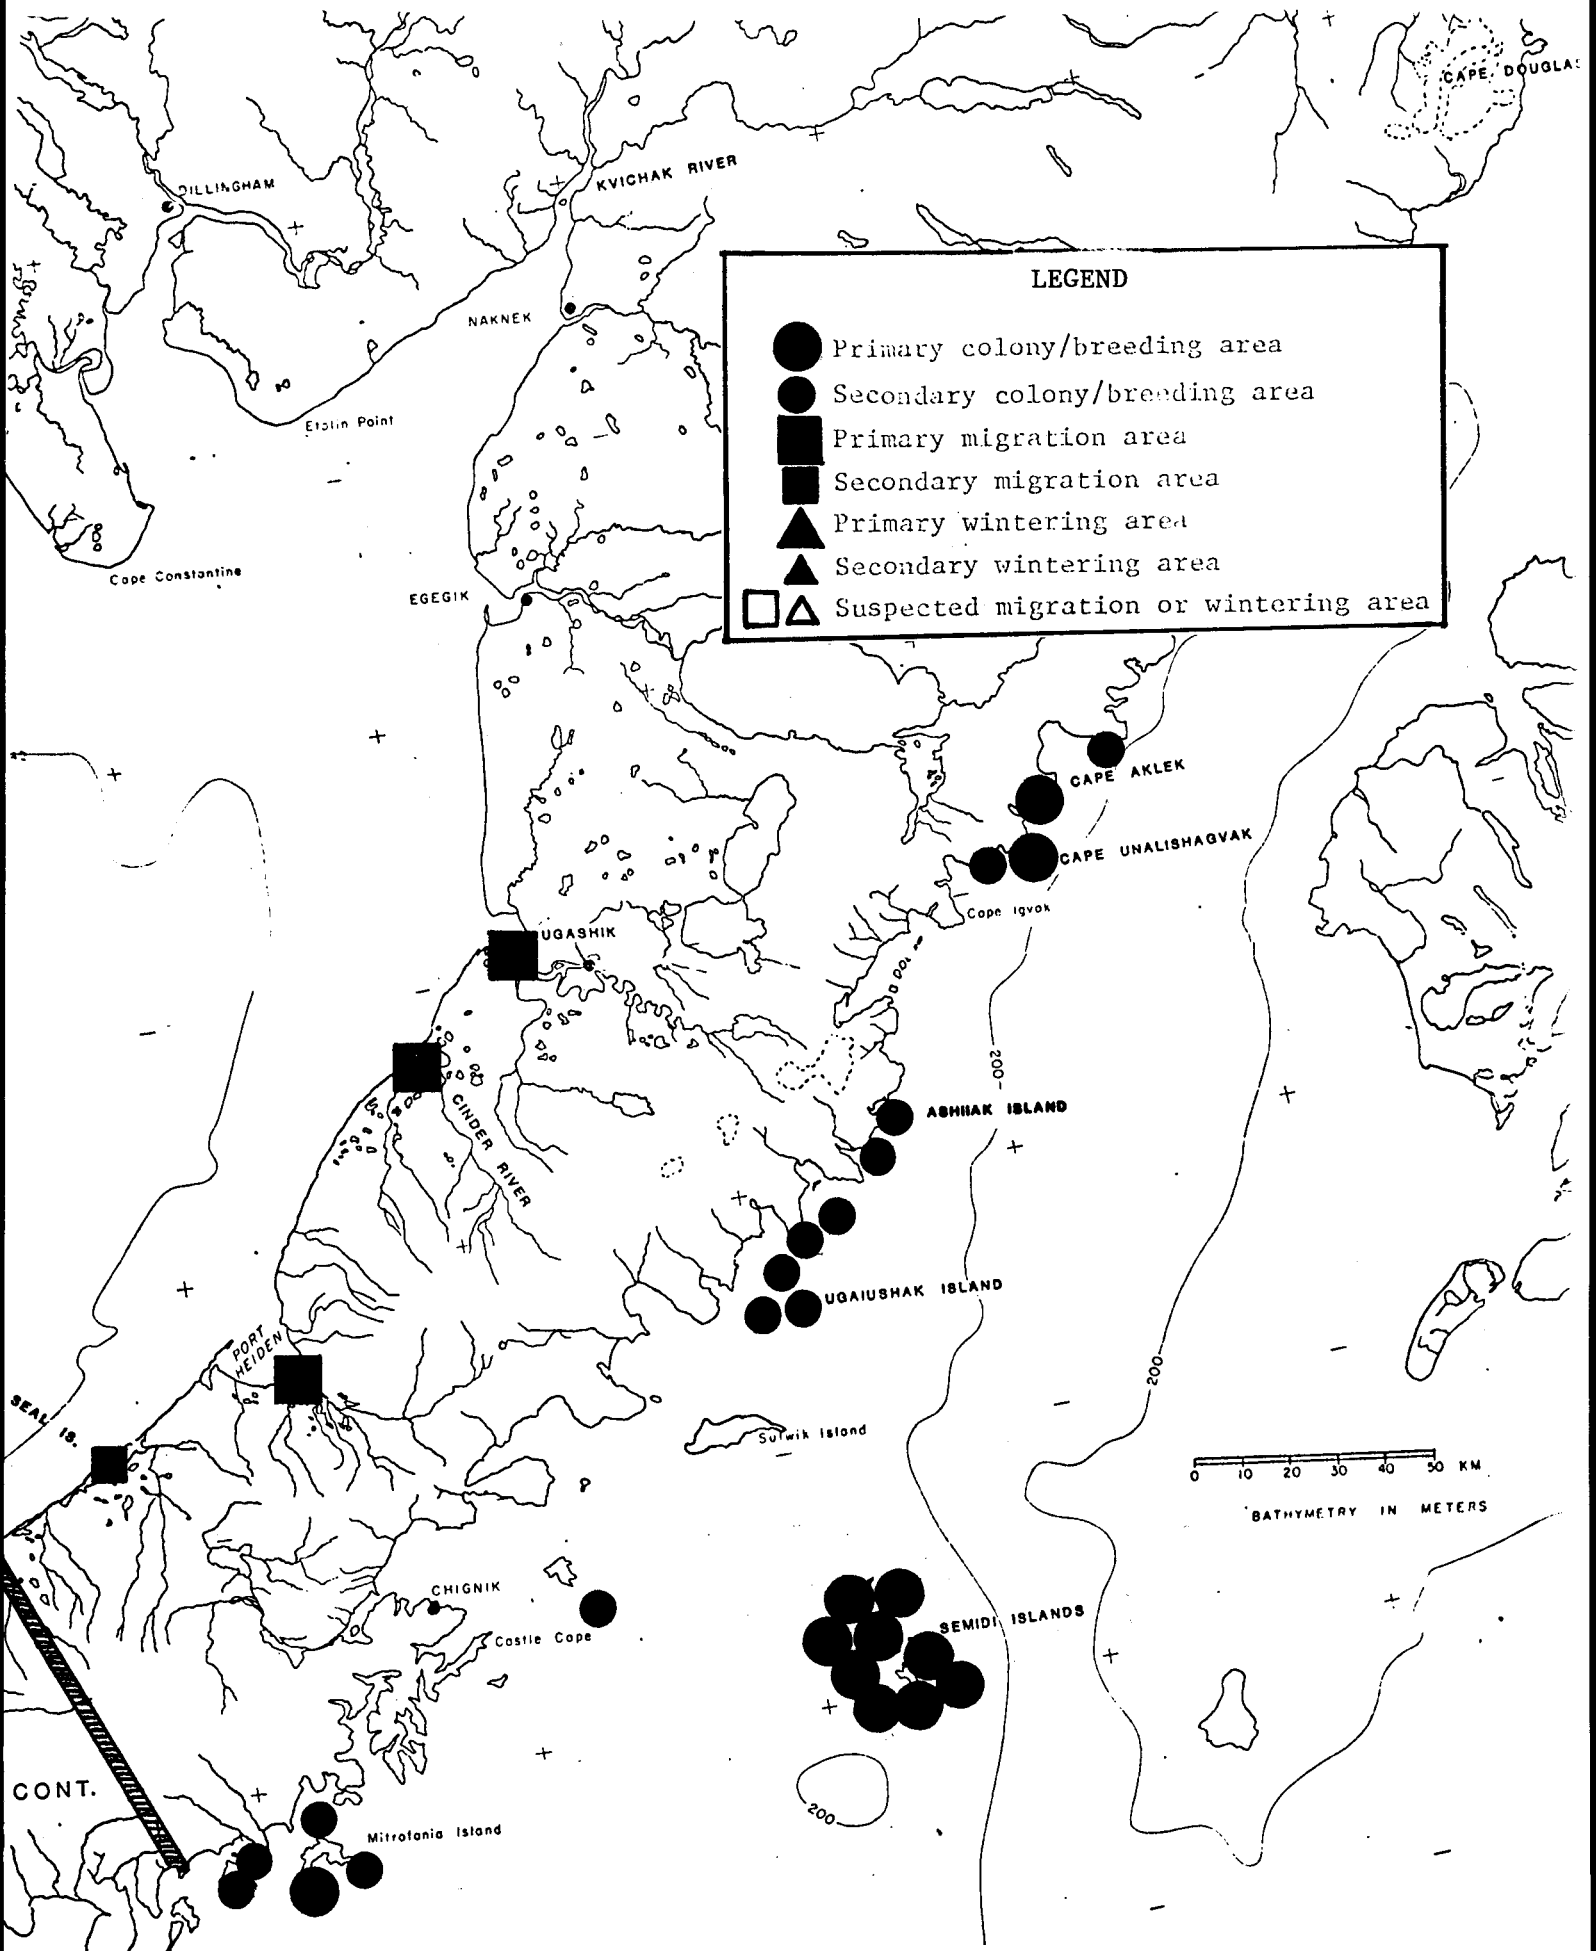 CAPE DOUGLAS
DILLINGHAM
KVICHAK RIVER
NAKNEK
Etolin Point
Cape Constantine
EGEGIK
LEGEND
Primary colony/breeding area
Secondary colony/breeding area
Primary migration area
Secondary migration area
Primary wintering area
Secondary wintering area
Suspected migration or wintering area
CAPE AKLEK
CAPE UNALISHAGVAK
Cape Igvak
UGASHIK
200
CINDER RIVER
ASHIIAK ISLAND
UGAIUSHAK ISLAND
PORT
HEIDEN
200
SEAL IS.
Sutwik Island
0 10 20 30 40 50 KM
BATHYMETRY IN METERS
CHIGNIK
Castle Cape
SEMIDI ISLANDS
CONT.
200
Mitrofania Island